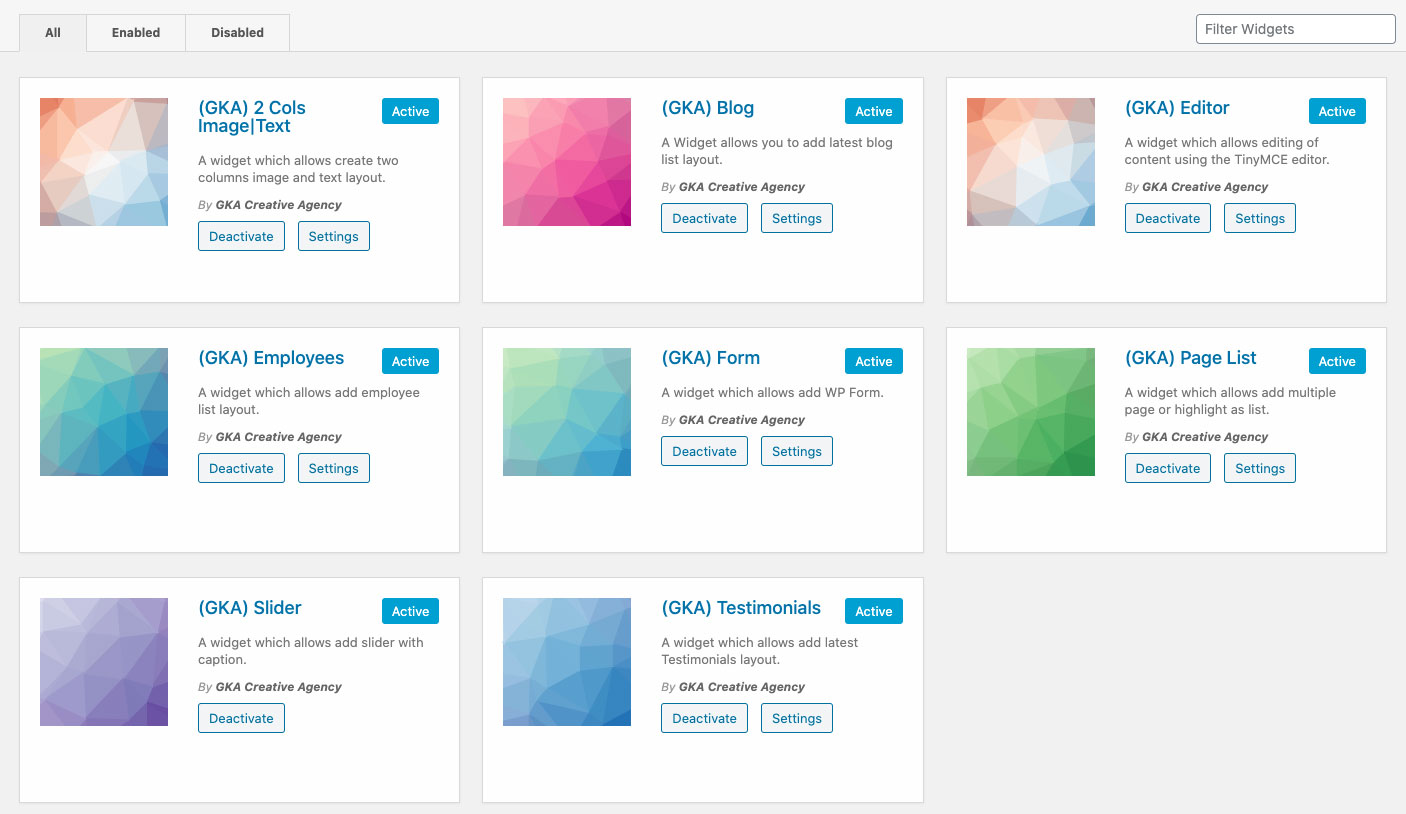 All
Enabled
Disabled
Filter Widgets
(GKA) 2 Cols
Image|Text
Active
A widget which allows create two
columns image and text layout.
By GKA Creative Agency
Deactivate
Settings
(GKA) Blog
Active
A Widget allows you to add latest blog
list layout.
By GKA Creative Agency
Deactivate
Settings
(GKA) Editor
Active
A widget which allows editing of
content using the TinyMCE editor.
By GKA Creative Agency
Deactivate
Settings
(GKA) Employees
Active
A widget which allows add employee
list layout.
By GKA Creative Agency
Deactivate
Settings
(GKA) Form
Active
A widget which allows add WP Form.
By GKA Creative Agency
Deactivate
Settings
(GKA) Page List
Active
A widget which allows add multiple
page or highlight as list.
By GKA Creative Agency
Deactivate
Settings
(GKA) Slider
Active
A widget which allows add slider with
caption.
By GKA Creative Agency
Deactivate
(GKA) Testimonials
Active
A widget which allows add latest
Testimonials layout.
By GKA Creative Agency
Deactivate
Settings